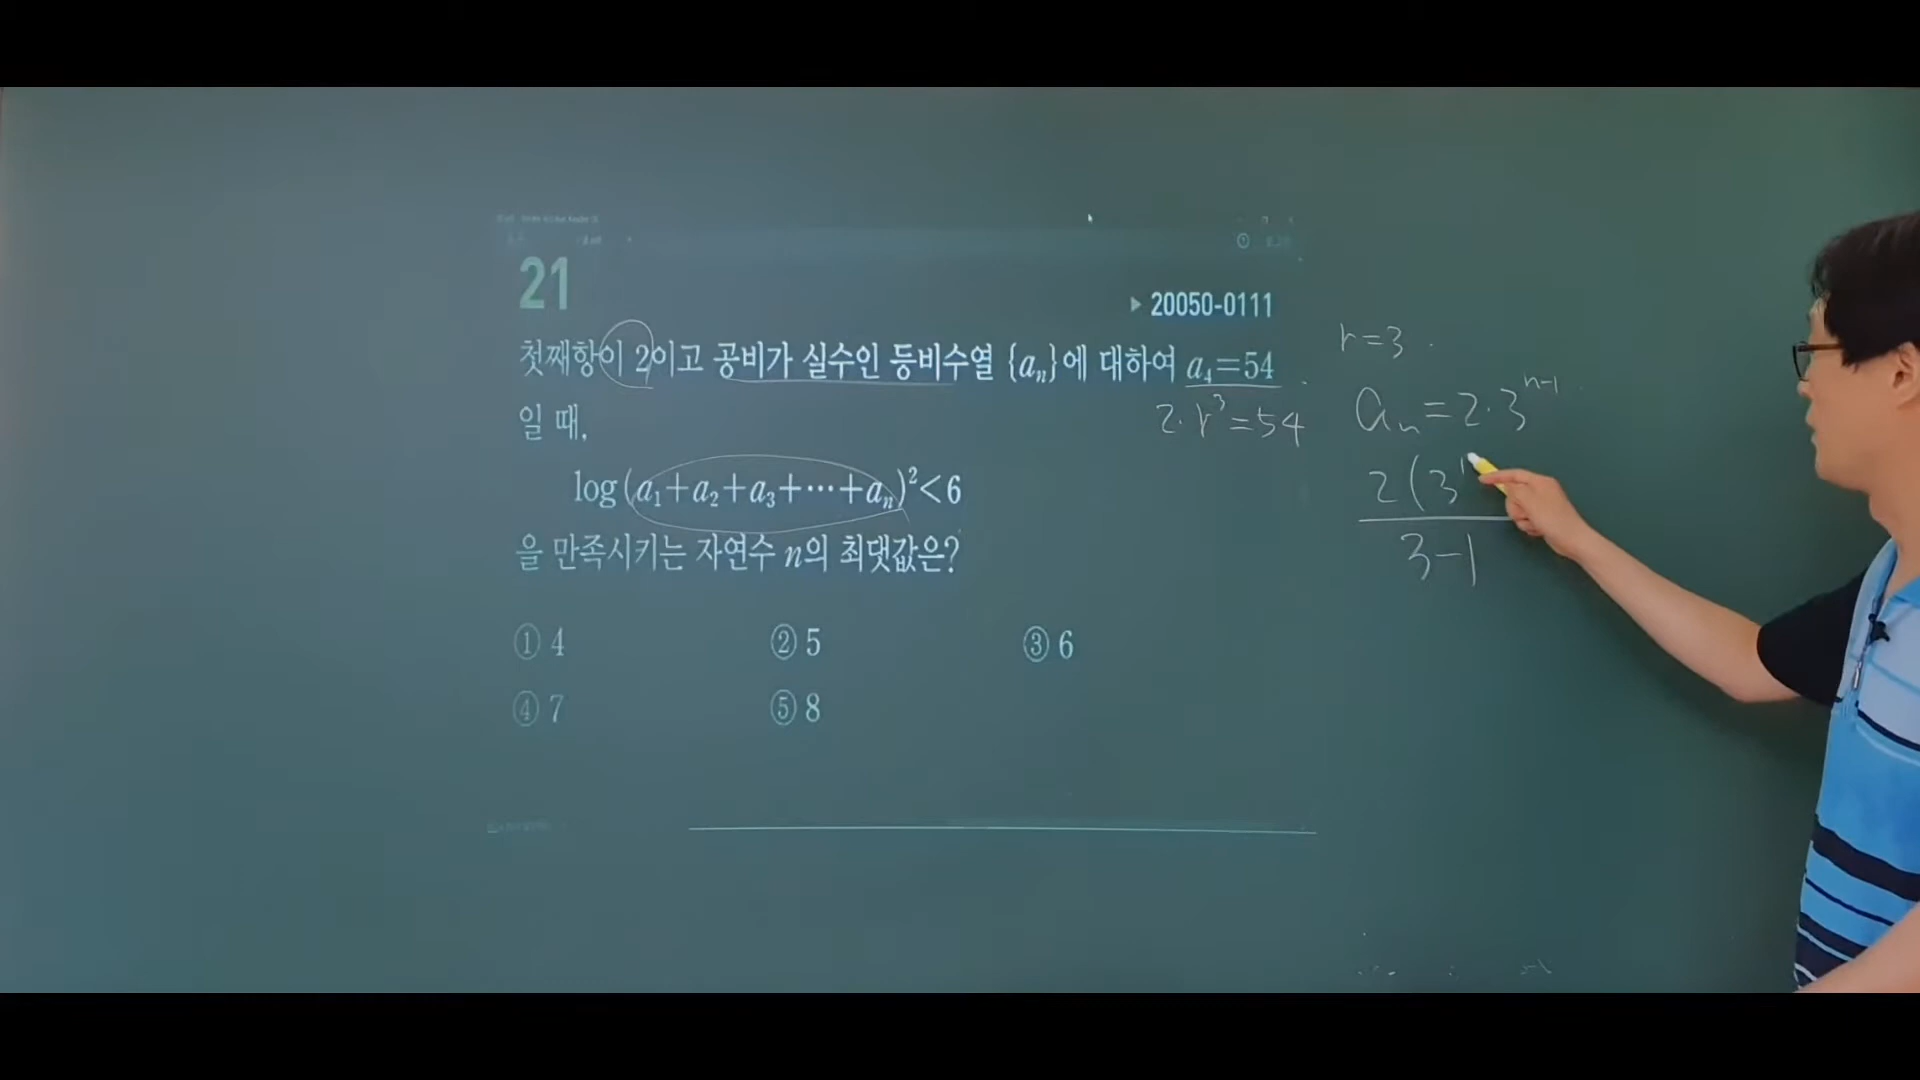 21
▶ 20050-0111
첫째항이 2이고 공비가 실수인 등비수열 {aₙ}에 대하여 a₄=54
일 때,
log(a₁+a₂+a₃+⋯+aₙ)²<6
을 만족시키는 자연수 n의 최댓값은?
① 4 ② 5 ③ 6
④ 7 ⑤ 8
2·r³=54
r=3
aₙ=2·3ⁿ⁻¹
2(3
3-1